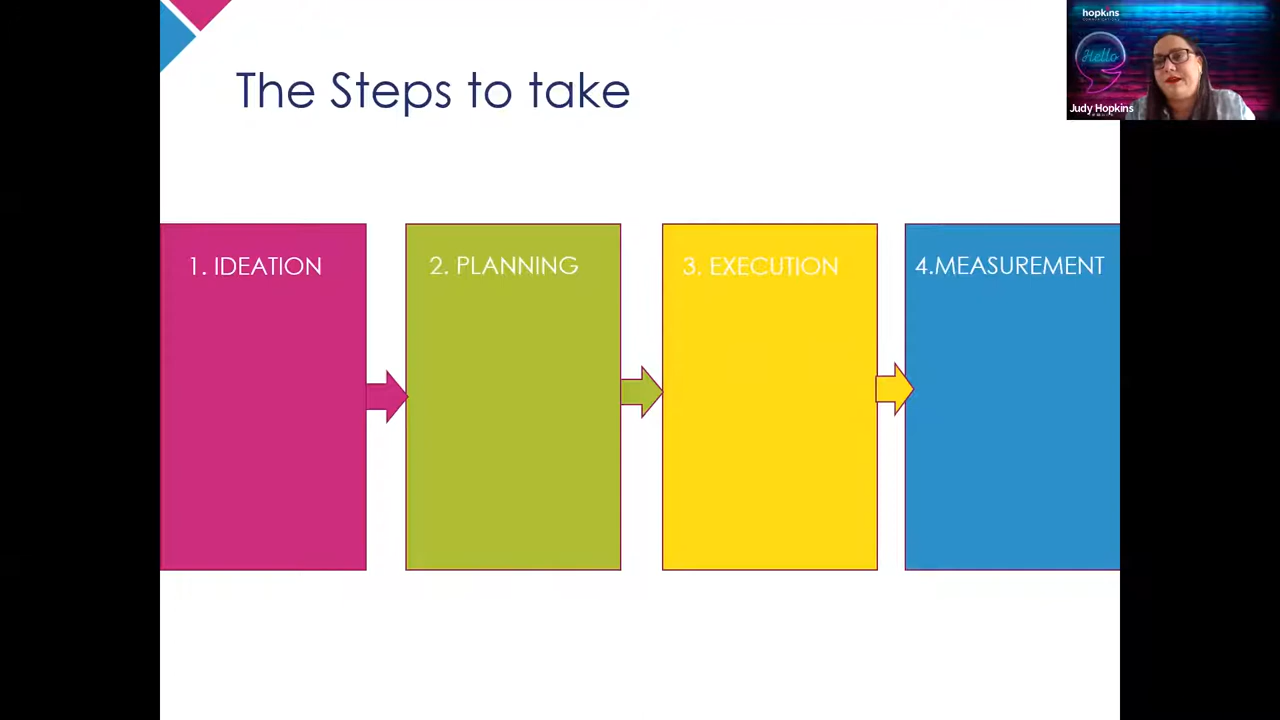 The Steps to take
1. IDEATION
2. PLANNING
3. EXECUTION
4.MEASUREMENT
hopkins
Hello
Judy Hopkins